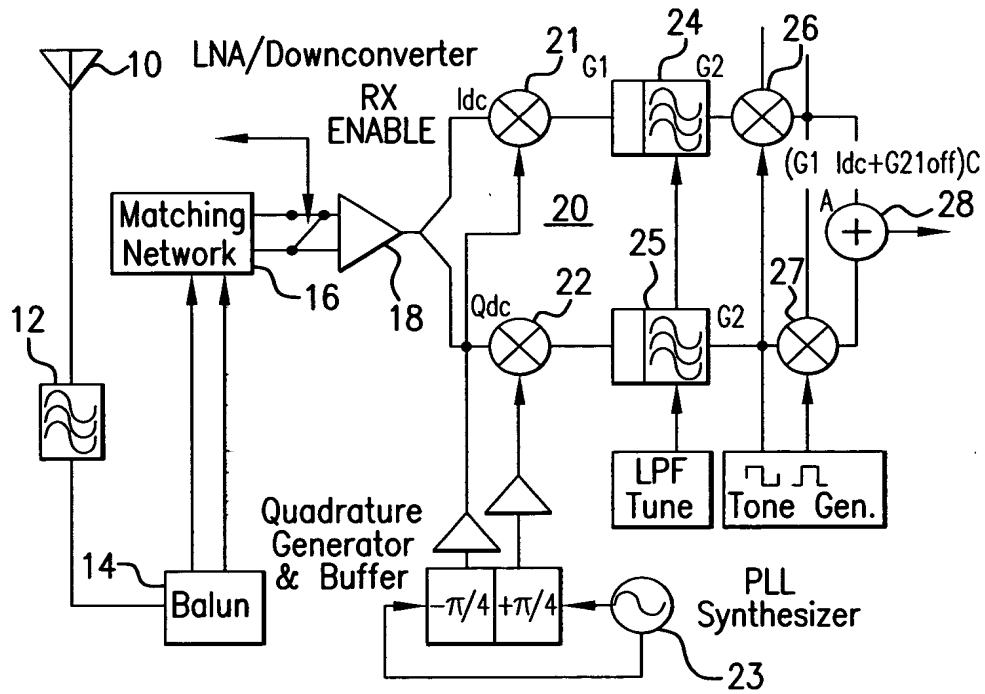 10
LNA/Downconverter
RX
ENABLE
Idc
21
G1
24
G2
26
(G1 Idc+G21off)C
A
28
20
Matching
Network
16
18
Qdc
22
25
G2
27
12
LPF
Tune
Tone Gen.
Quadrature
Generator
& Buffer
14
Balun
-π/4
+π/4
PLL
Synthesizer
23